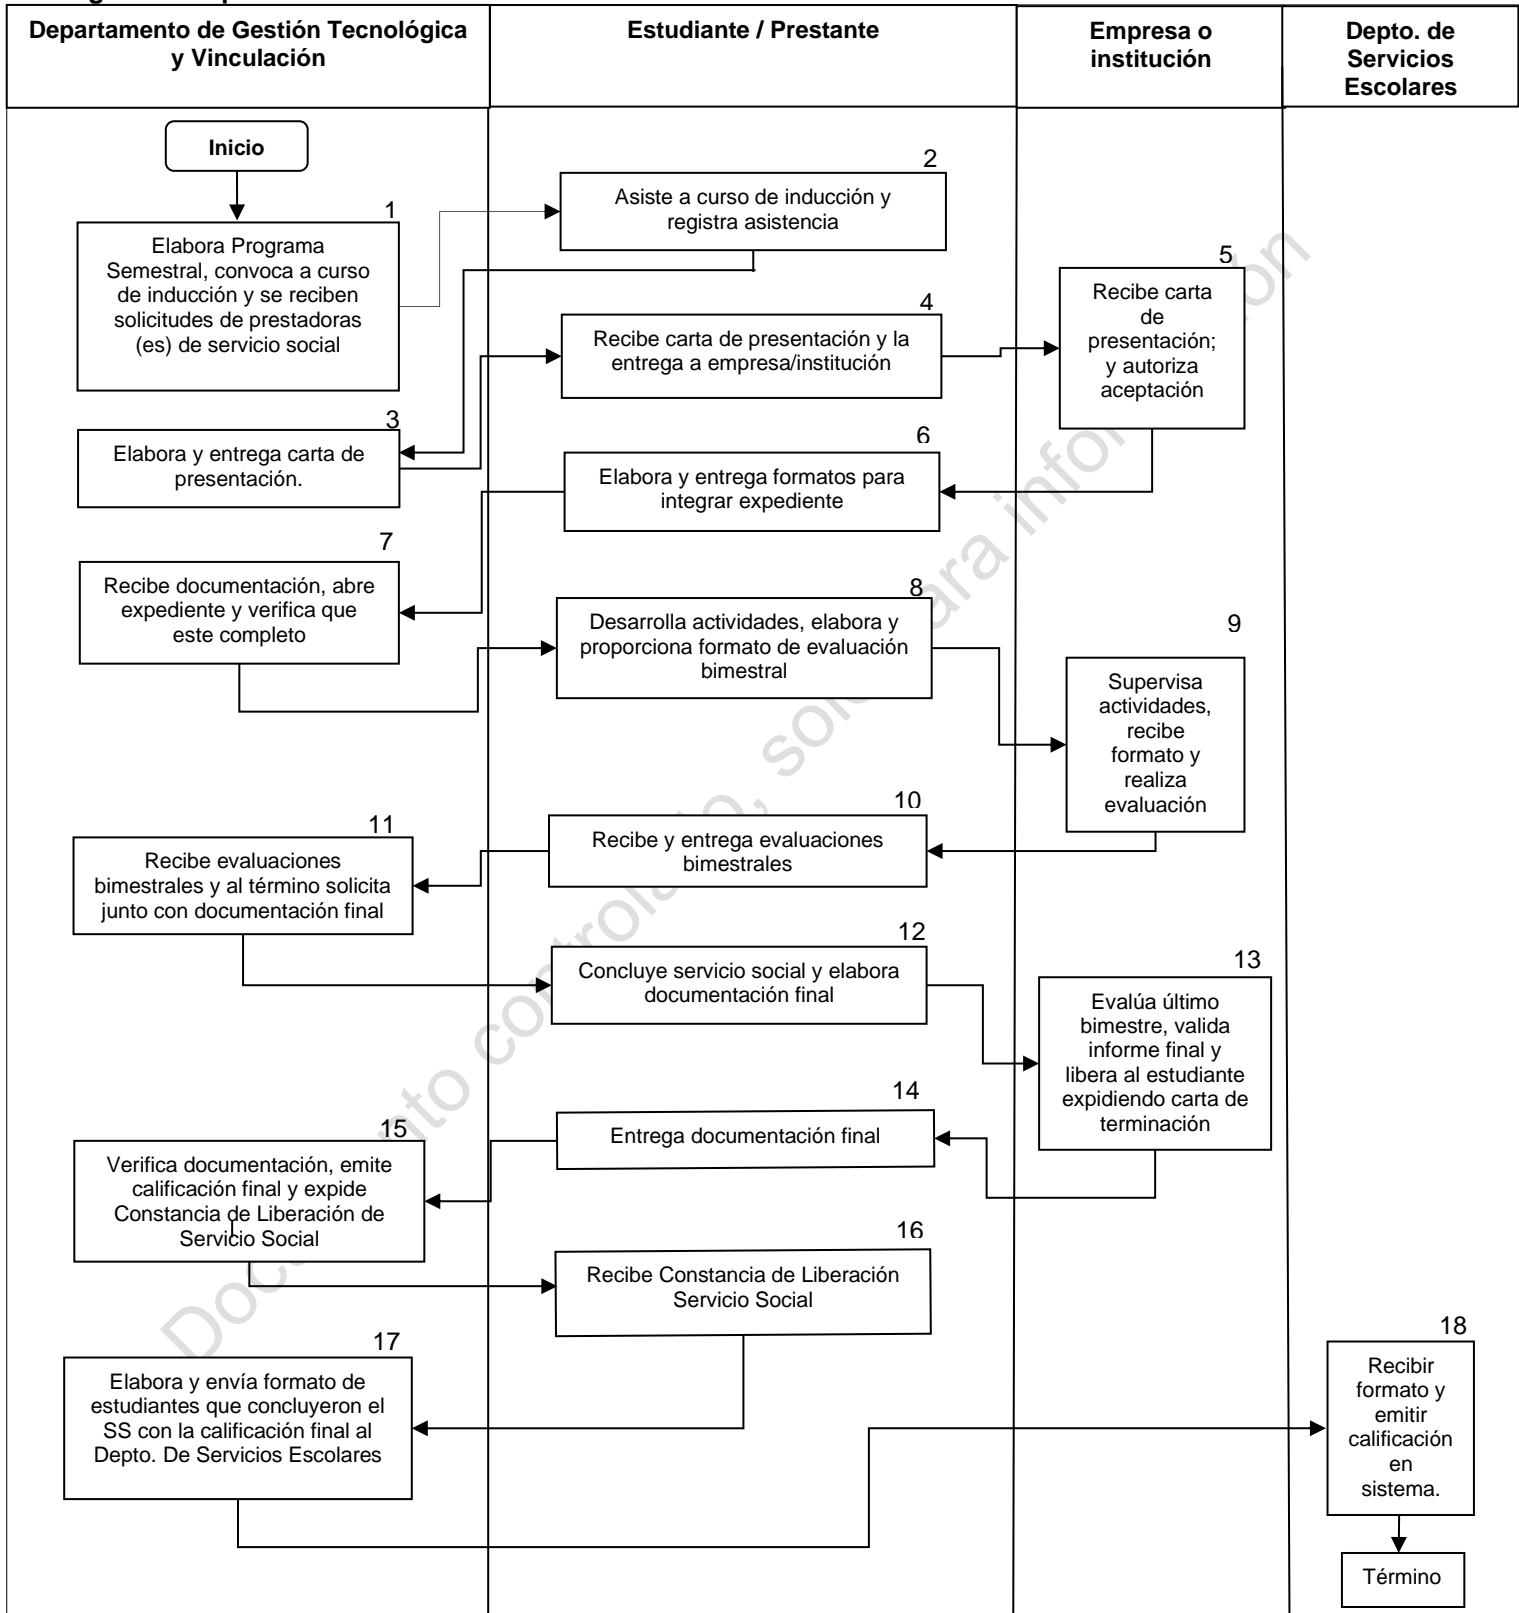 Departamento de Gestión Tecnológica
y Vinculación
Estudiante / Prestante
Empresa o
institución
Depto. de
Servicios
Escolares
Inicio
1
Elabora Programa
Semestral, convoca a curso
de inducción y se reciben
solicitudes de prestadoras
(es) de servicio social
2
Asiste a curso de inducción y
registra asistencia
3
Elabora y entrega carta de
presentación.
4
Recibe carta de presentación y la
entrega a empresa/institución
5
Recibe carta
de
presentación;
y autoriza
aceptación
6
Elabora y entrega formatos para
integrar expediente
7
Recibe documentación, abre
expediente y verifica que
este completo
8
Desarrolla actividades, elabora y
proporciona formato de evaluación
bimestral
9
Supervisa
actividades,
recibe
formato y
realiza
evaluación
10
Recibe y entrega evaluaciones
bimestrales
11
Recibe evaluaciones
bimestrales y al término solicita
junto con documentación final
12
Concluye servicio social y elabora
documentación final
13
Evalúa último
bimestre, valida
informe final y
libera al estudiante
expidiendo carta de
terminación
14
Entrega documentación final
15
Verifica documentación, emite
calificación final y expide
Constancia de Liberación de
Servicio Social
16
Recibe Constancia de Liberación
Servicio Social
17
Elabora y envía formato de
estudiantes que concluyeron el
SS con la calificación final al
Depto. De Servicios Escolares
18
Recibir
formato y
emitir
calificación
en
sistema.
Término